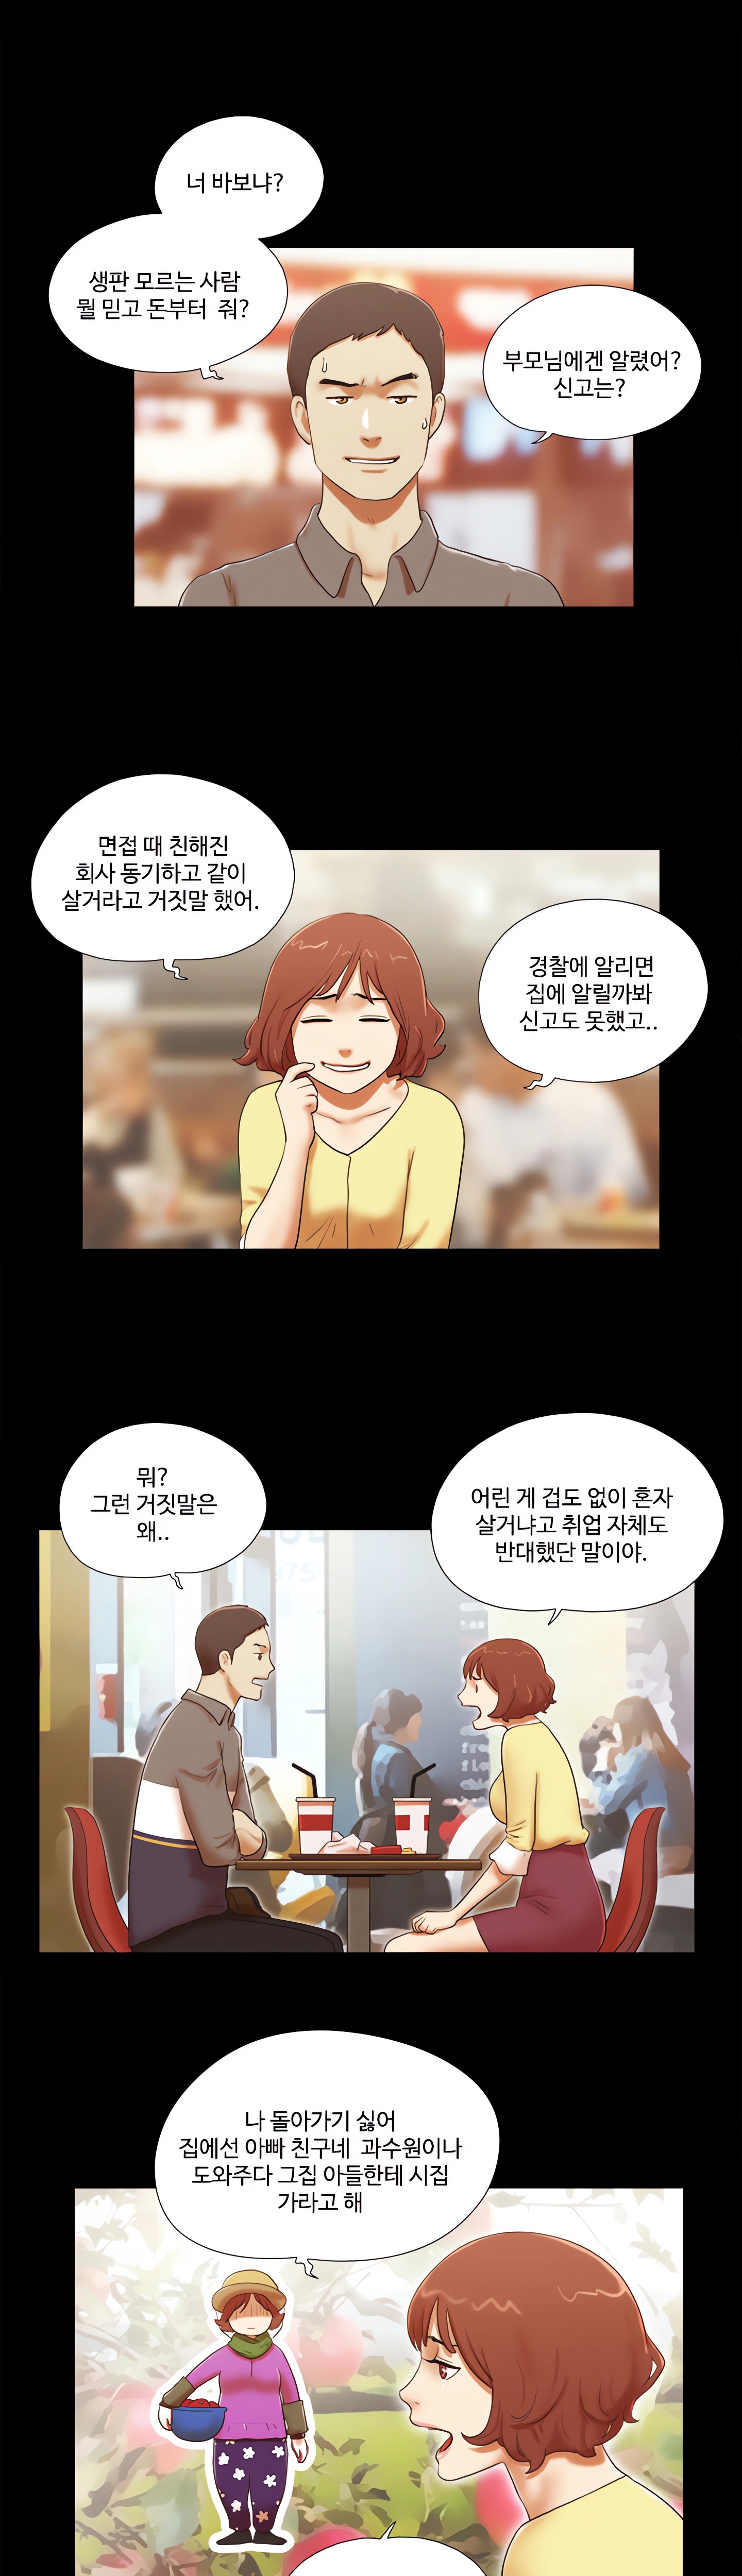 너 바보냐?
생판 모르는 사람
뭘 믿고 돈부터 줘?
부모님에겐 알렸어?
신고는?
면접 때 친해진
회사 동기하고 같이
살거라고 거짓말 했어.
경찰에 알리면
집에 알릴까봐
신고도 못했고..
뭐?
그런 거짓말은
왜..
어린 게 겁도 없이 혼자
살거냐고 취업 자체도
반대했단 말이야.
975
나 돌아가기 싫어
집에선 아빠 친구네 과수원이나
도와주다 그집 아들한테 시집
가라고 해